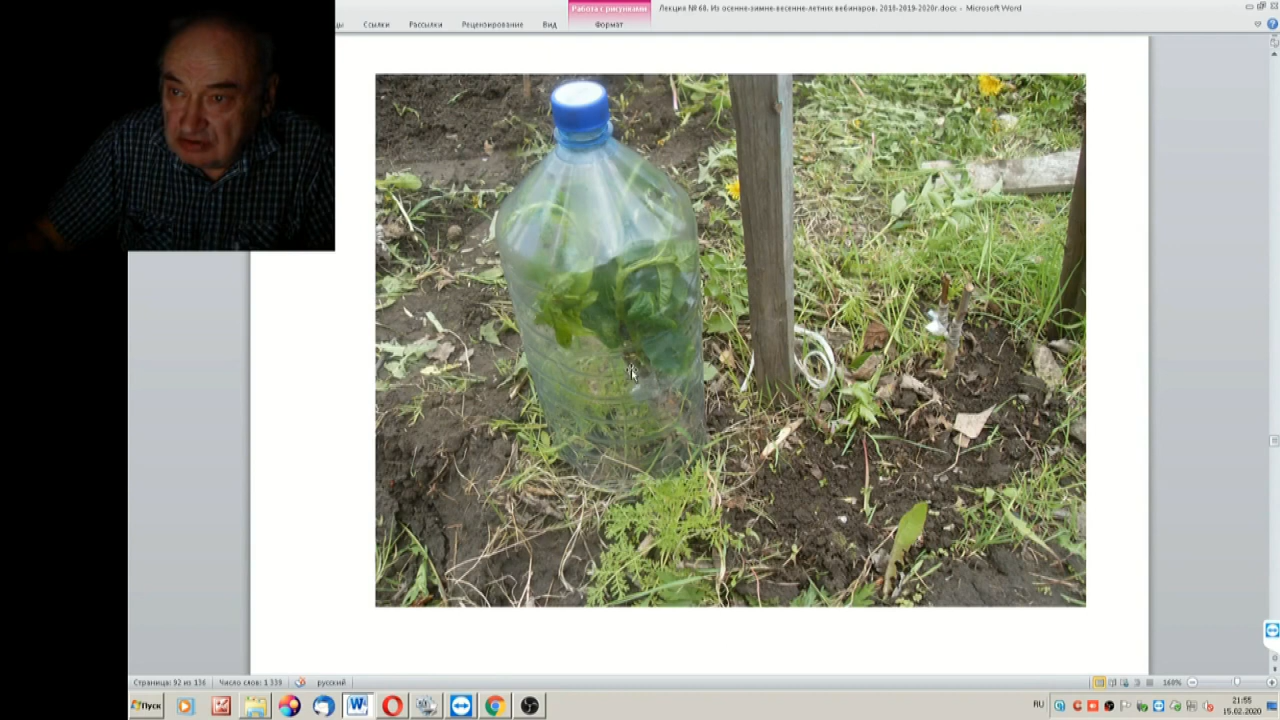 Работа с рисунками
Лекция № 68. Из осенне-зимне-весенне-летних вебинаров. 2018-2019-2020г.docx - Microsoft Word
Ссылки
Рассылки
Рецензирование
Вид
Формат
Страница: 92 из 136
Число слов: 1 339
русский
160%
Пуск
RU
21:55
15.02.2020